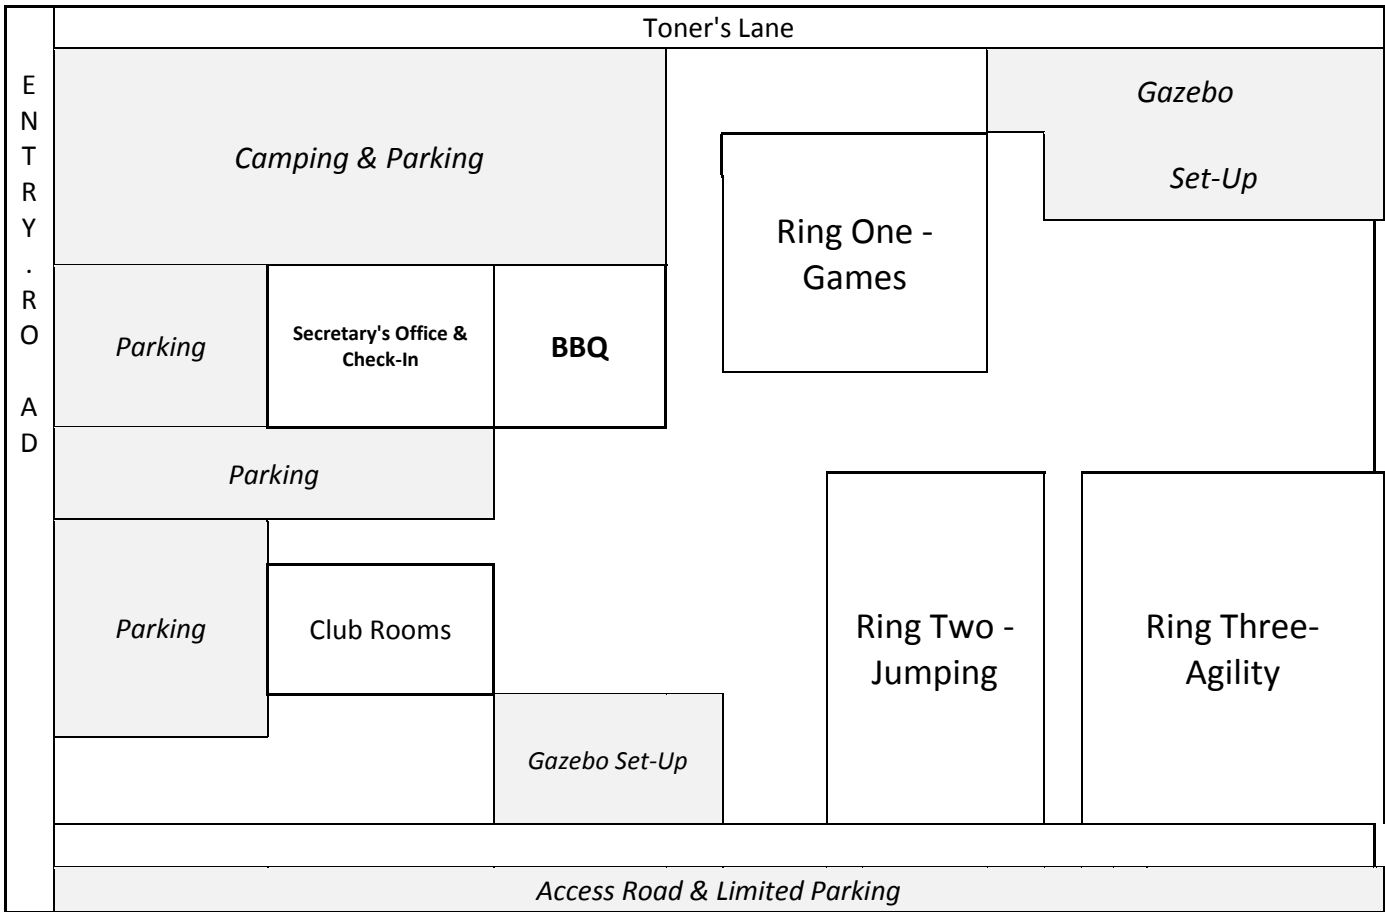 Toner's Lane
E
N
T
R
Y
.
R
O
A
D
Camping & Parking
Gazebo
Set-Up
Ring One -
Games
Parking
Secretary's Office &
Check-In
BBQ
Parking
Parking
Club Rooms
Ring Two -
Jumping
Ring Three-
Agility
Gazebo Set-Up
Access Road & Limited Parking